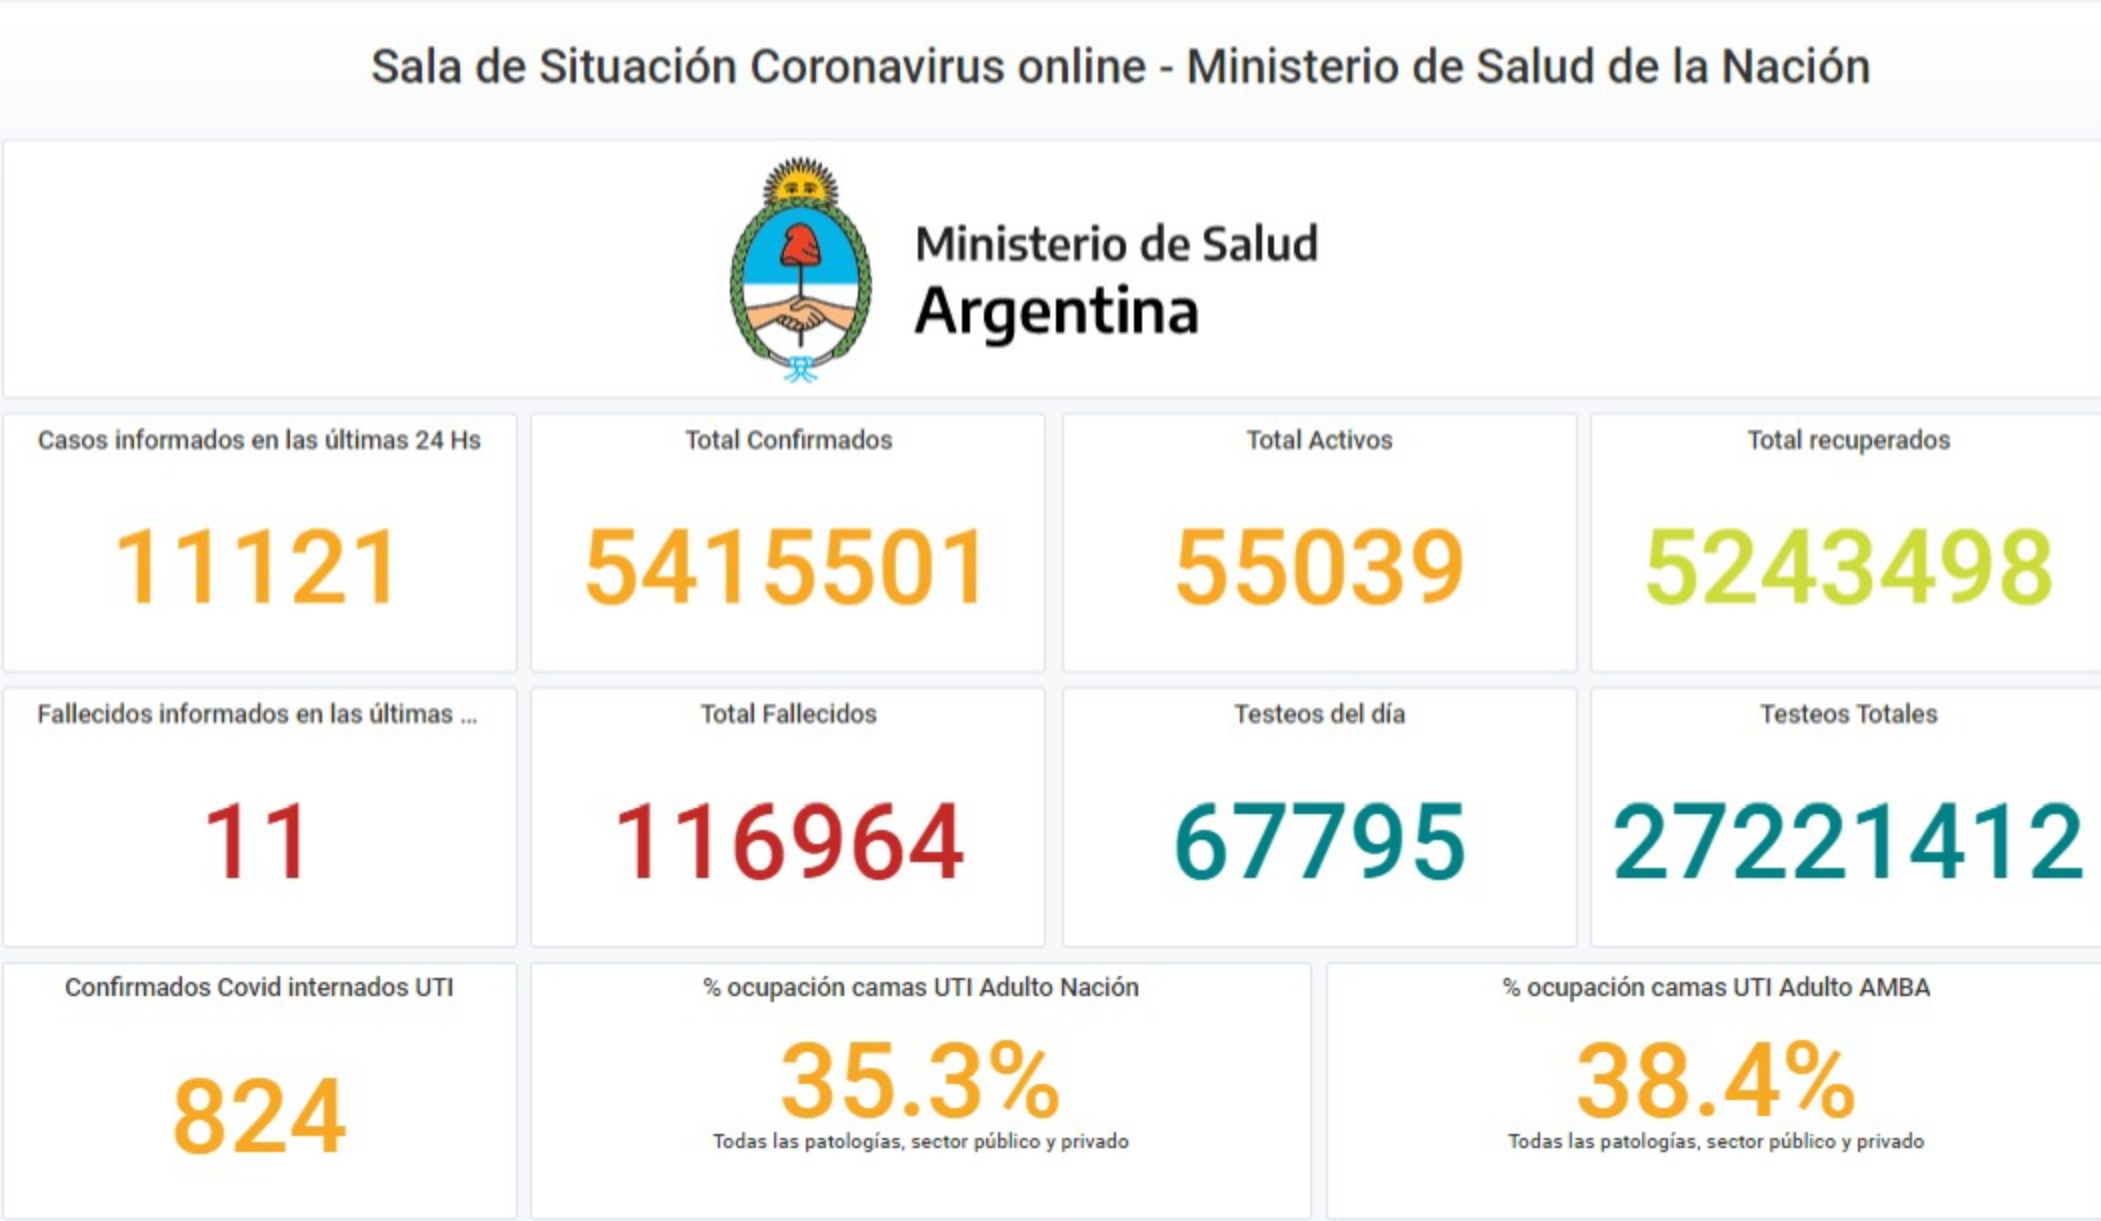 Sala de Situación Coronavirus online - Ministerio de Salud de la Nación
Ministerio de Salud
Argentina
Casos informados en las últimas 24 Hs
11121
Total Confirmados
5415501
Total Activos
55039
Total recuperados
5243498
Fallecidos informados en las últimas ...
11
Total Fallecidos
116964
Testeos del día
67795
Testeos Totales
27221412
Confirmados Covid internados UTI
824
% ocupación camas UTI Adulto Nación
35.3%
Todas las patologías, sector público y privado
% ocupación camas UTI Adulto AMBA
38.4%
Todas las patologías, sector público y privado